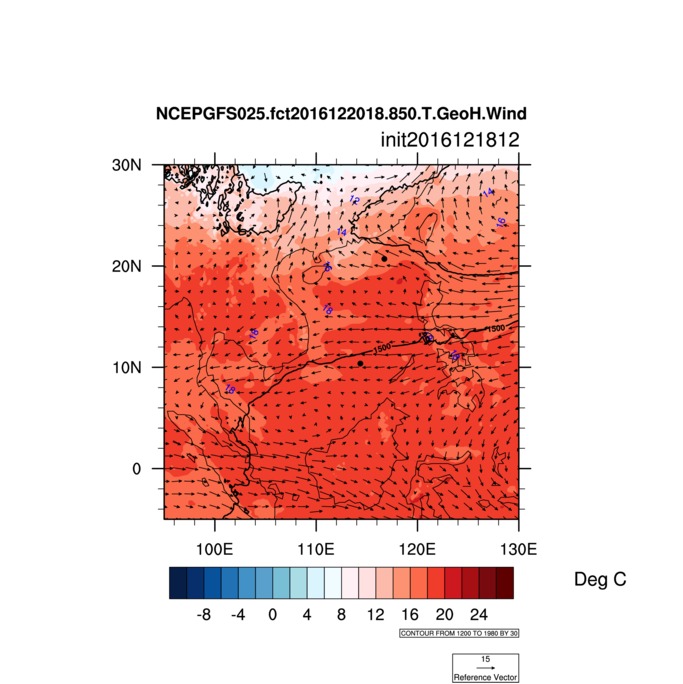 NCEPGFS025.fct2016122018.850.T.GeoH.Wind
init2016121812
30N
12
14
14
16
20N
16
18
1500
18
1500
10N
18
0
100E 110E 120E 130E
Deg C
-8 -4 0 4 8 12 16 20 24
CONTOUR FROM 1200 TO 1980 BY 30
15
Reference Vector